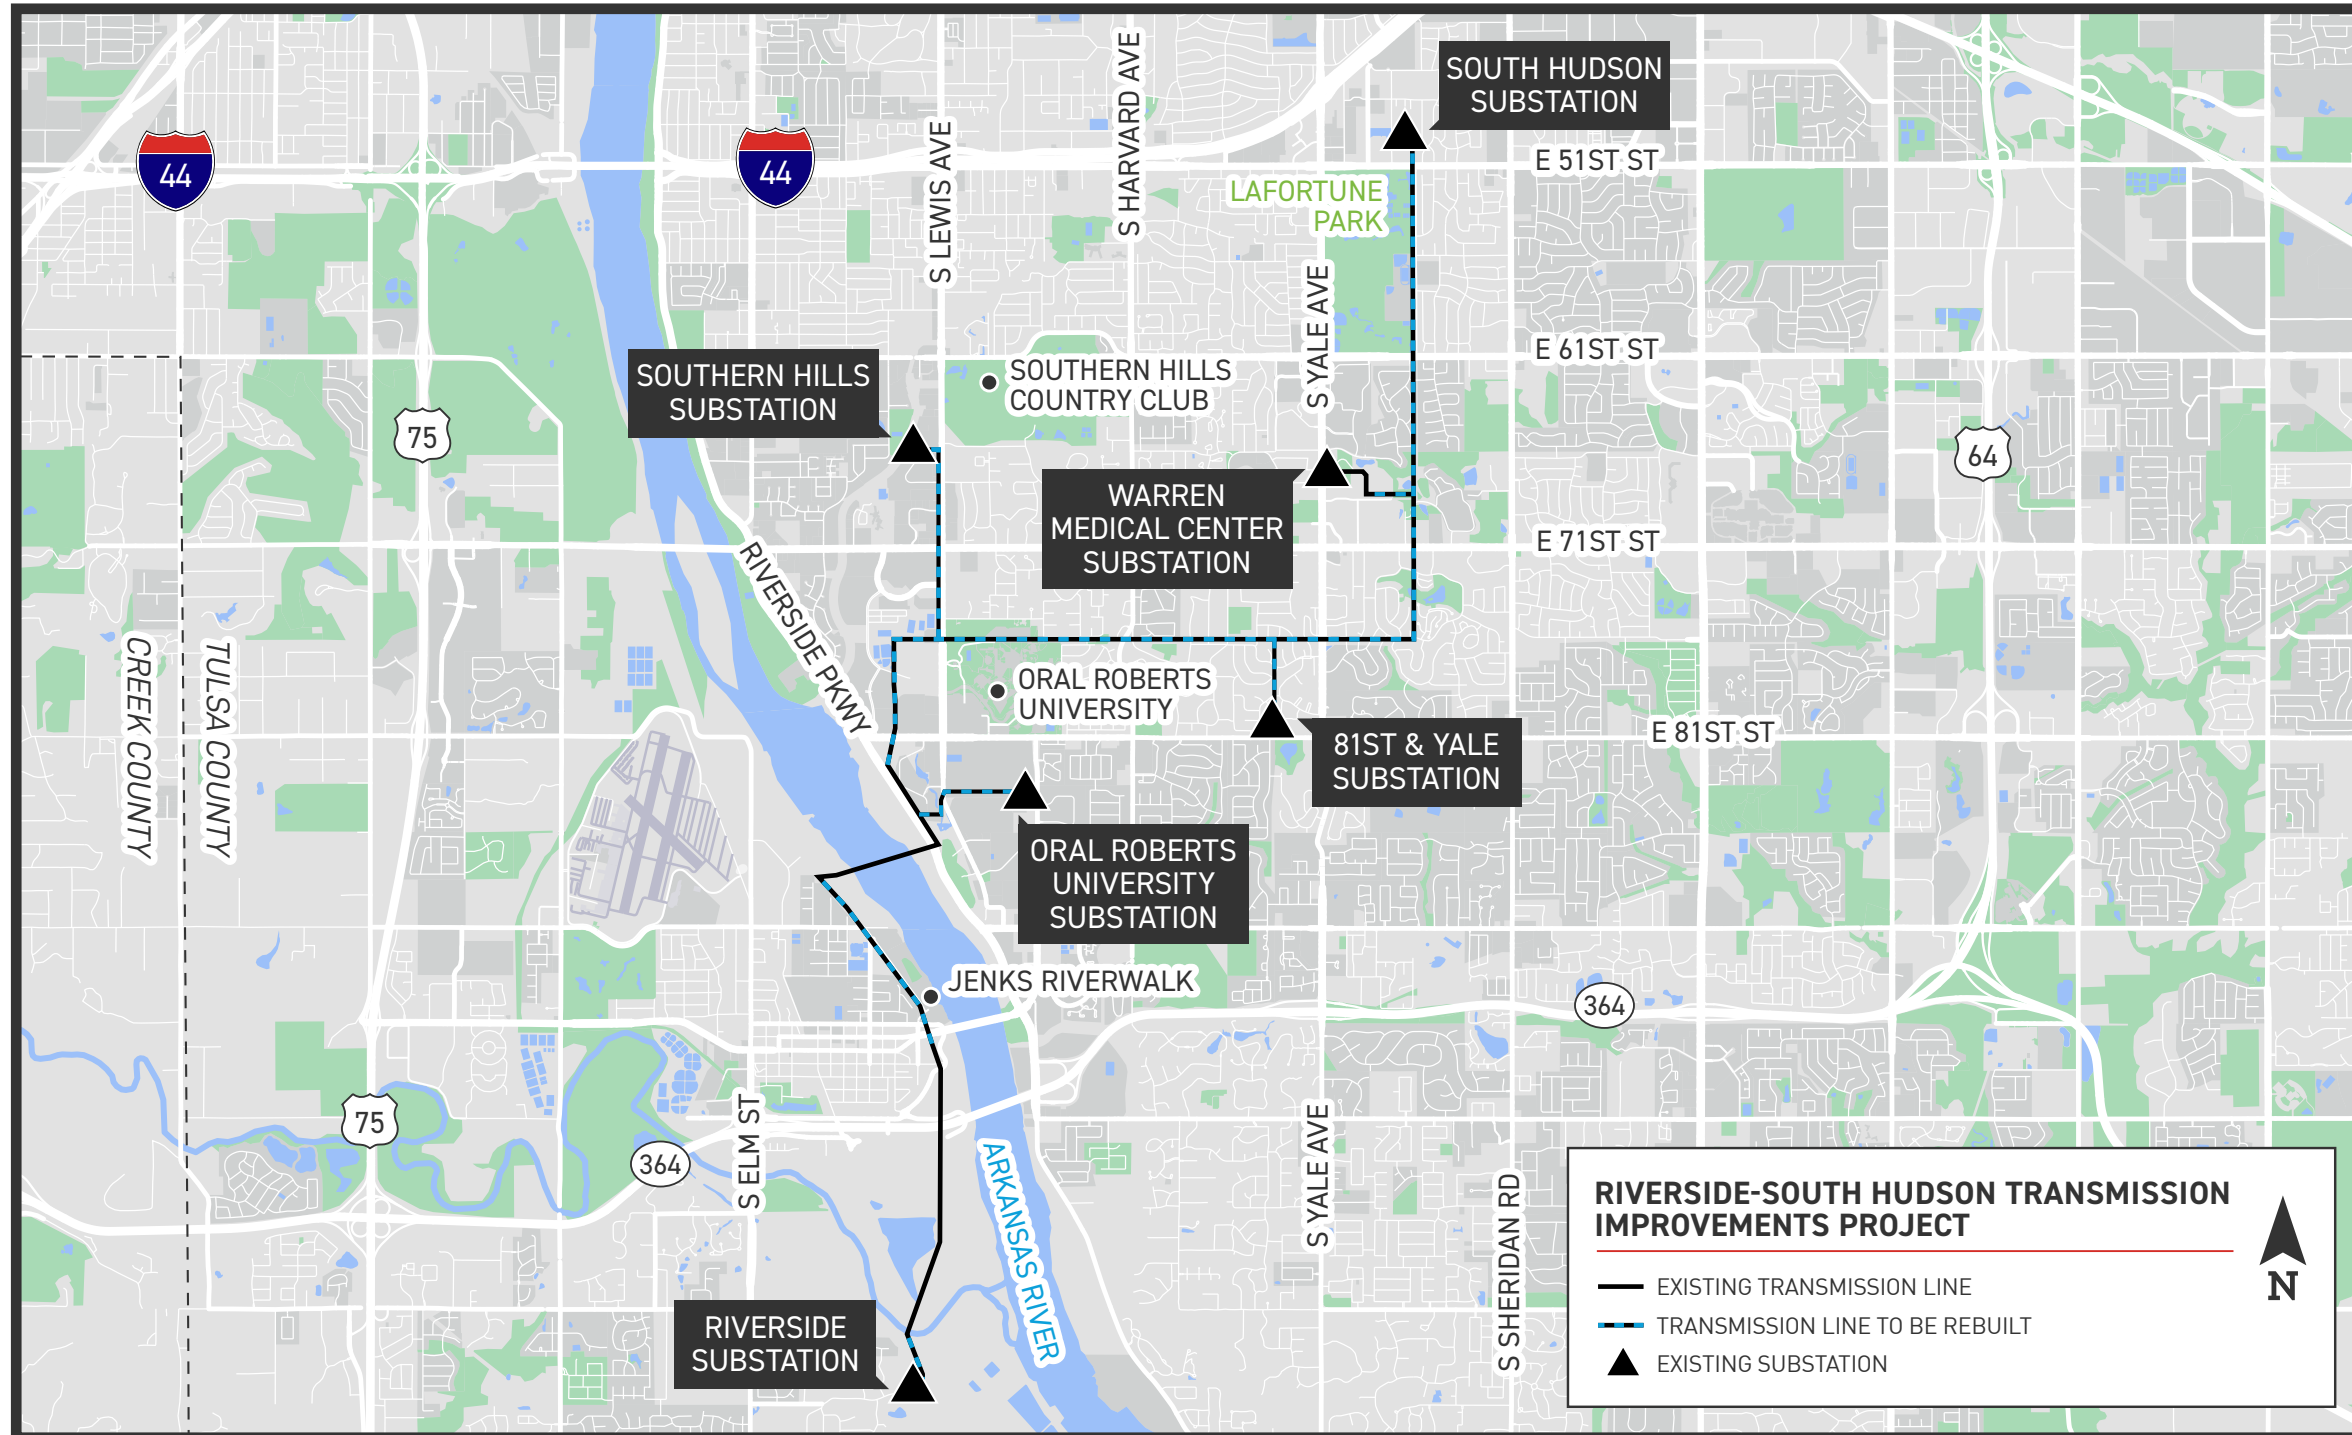 SOUTH HUDSON
SUBSTATION
44
44
S LEWIS AVE
S HARVARD AVE
E 51ST ST
LAFORTUNE
PARK
S YALE AVE
E 61ST ST
SOUTHERN HILLS
SUBSTATION
SOUTHERN HILLS
COUNTRY CLUB
75
64
WARREN
MEDICAL CENTER
SUBSTATION
E 71ST ST
RIVERSIDE PKWY
CREEK COUNTY
TULSA COUNTY
ORAL ROBERTS
UNIVERSITY
E 81ST ST
81ST & YALE
SUBSTATION
ORAL ROBERTS
UNIVERSITY
SUBSTATION
JENKS RIVERWALK
364
75
364
S ELM ST
ARKANSAS RIVER
S YALE AVE
S SHERIDAN RD
RIVERSIDE
SUBSTATION
RIVERSIDE-SOUTH HUDSON TRANSMISSION
IMPROVEMENTS PROJECT
EXISTING TRANSMISSION LINE
TRANSMISSION LINE TO BE REBUILT
EXISTING SUBSTATION
N